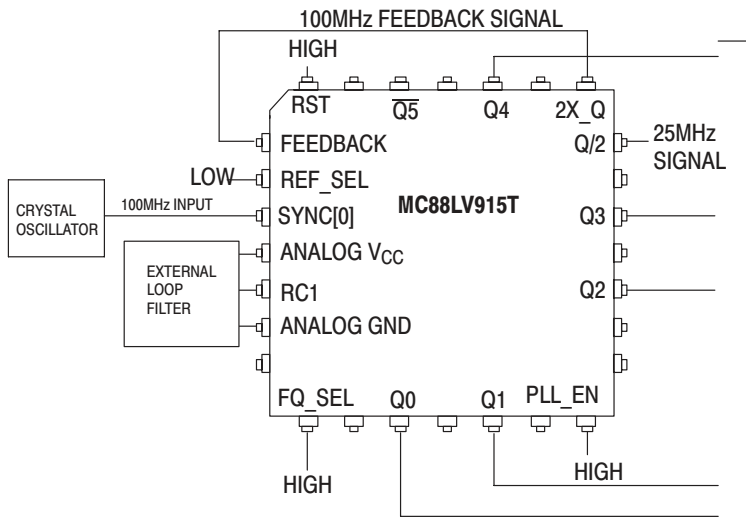 100MHz FEEDBACK SIGNAL
HIGH
RST
Q5
Q4
2X_Q
FEEDBACK
Q/2
25MHz
SIGNAL
LOW
REF_SEL
MC88LV915T
CRYSTAL
OSCILLATOR
100MHz INPUT
SYNC[0]
Q3
ANALOG VCC
EXTERNAL
LOOP
FILTER
RC1
Q2
ANALOG GND
FQ_SEL
Q0
Q1
PLL_EN
HIGH
HIGH